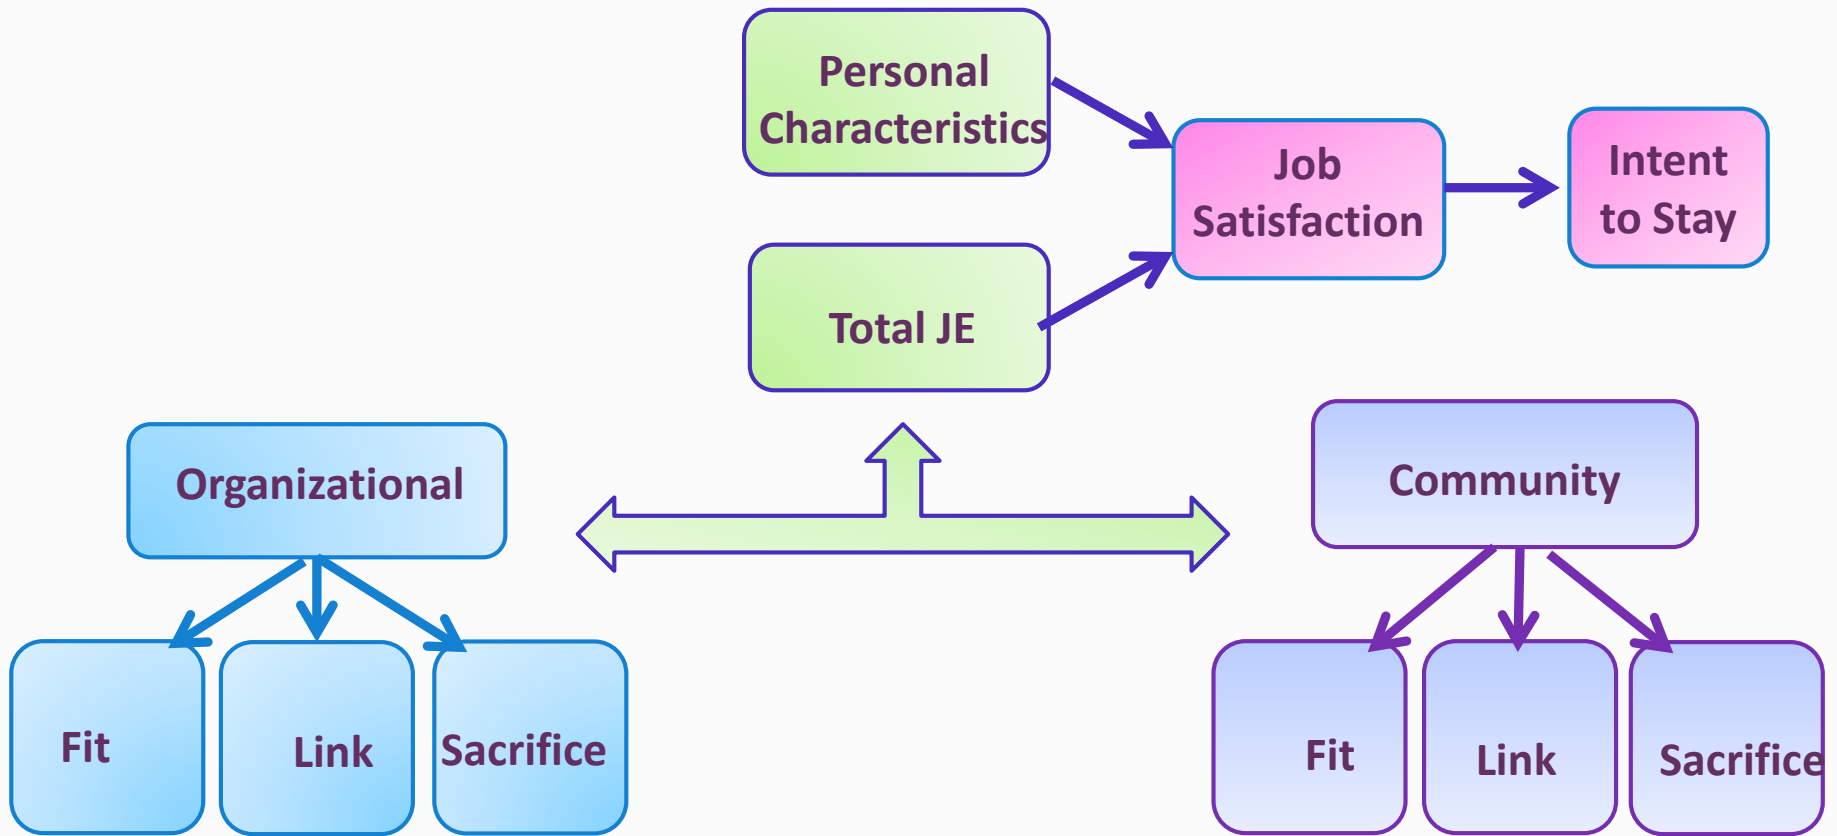 Personal
Characteristics
Job
Satisfaction
Intent
to Stay
Total JE
Organizational
Community
Fit
Link
Sacrifice
Fit
Link
Sacrifice